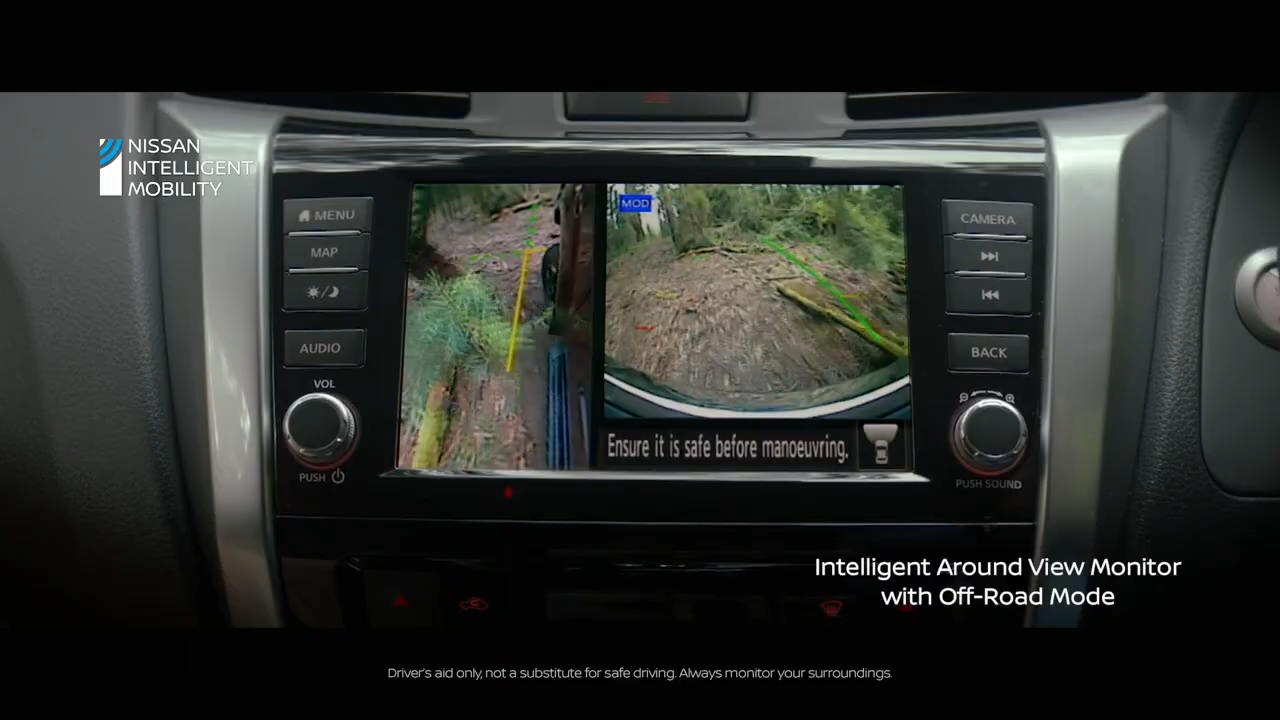 NISSAN
INTELLIGENT
MOBILITY
MENU
MAP
AUDIO
VOL
PUSH
MOD
Ensure it is safe before manoeuvring.
CAMERA
BACK
PUSH SOUND
Intelligent Around View Monitor
with Off-Road Mode
Driver's aid only, not a substitute for safe driving. Always monitor your surroundings.